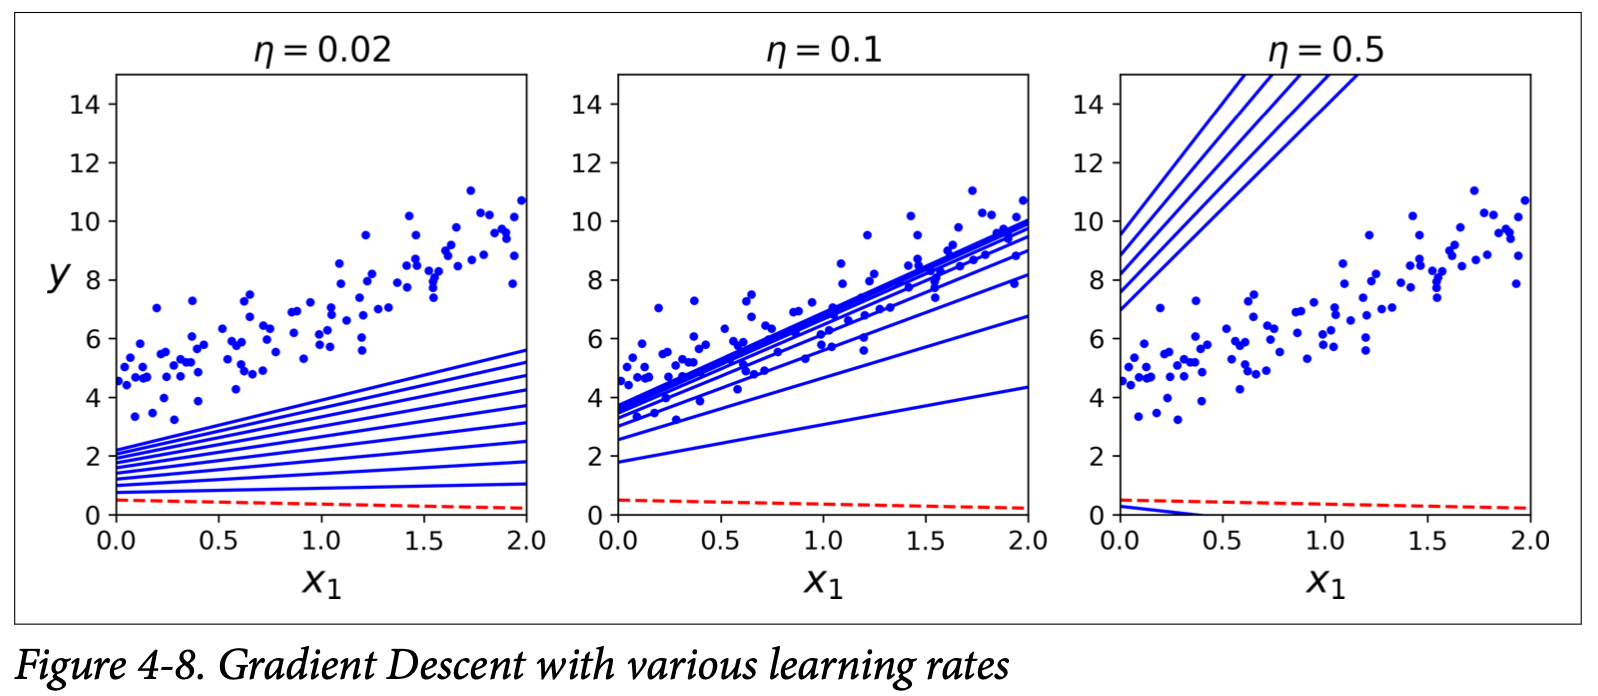 η = 0.02
η = 0.1
η = 0.5
y
14
12
10
8
6
4
2
0
0.0 0.5 1.0 1.5 2.0
x₁
14
12
10
8
6
4
2
0
0.0 0.5 1.0 1.5 2.0
x₁
14
12
10
8
6
4
2
0
0.0 0.5 1.0 1.5 2.0
x₁
Figure 4-8. Gradient Descent with various learning rates